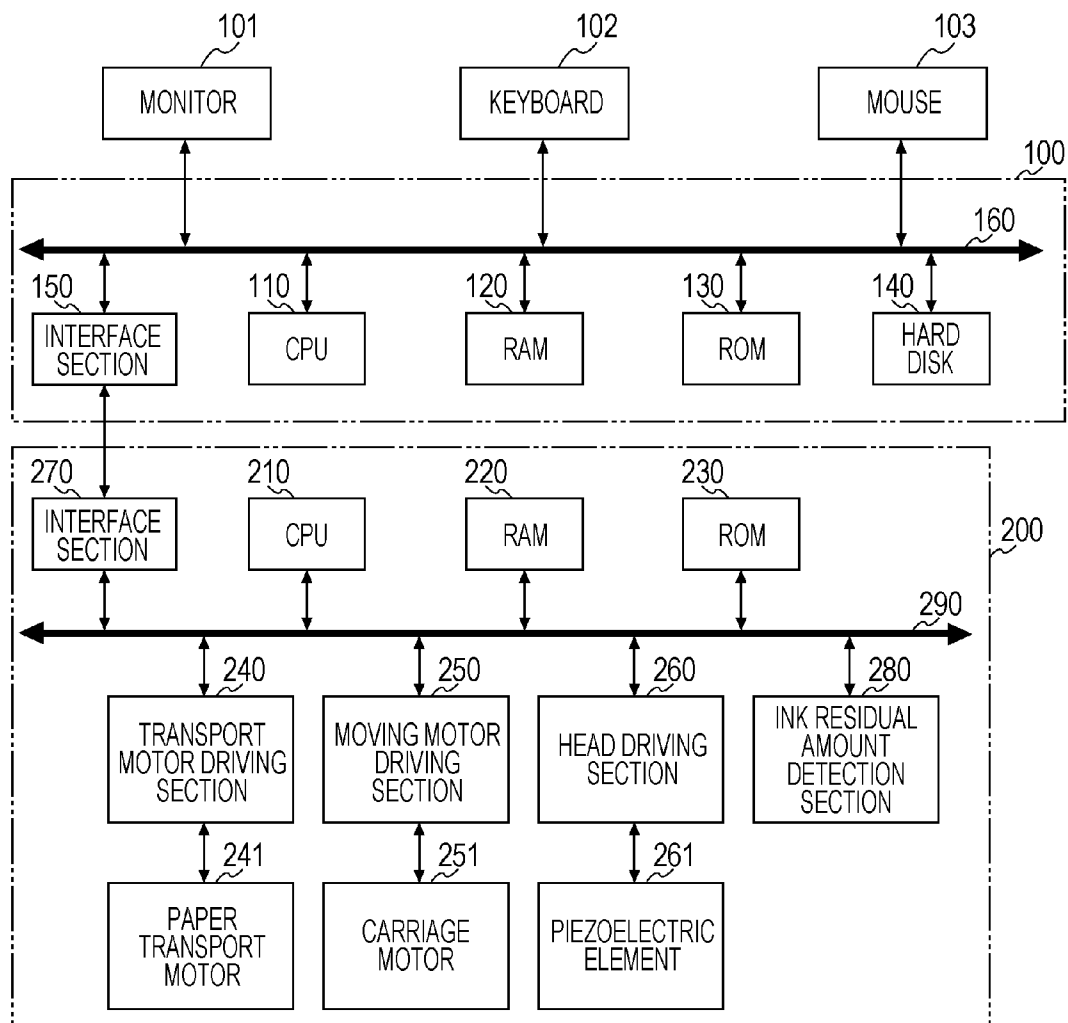 101
102
103
MONITOR
KEYBOARD
MOUSE
100
160
150
110
120
130
140
INTERFACE
SECTION
CPU
RAM
ROM
HARD
DISK
270
210
220
230
INTERFACE
SECTION
CPU
RAM
ROM
200
290
240
250
260
280
TRANSPORT
MOTOR DRIVING
SECTION
MOVING MOTOR
DRIVING
SECTION
HEAD DRIVING
SECTION
INK RESIDUAL
AMOUNT
DETECTION
SECTION
241
251
261
PAPER
TRANSPORT
MOTOR
CARRIAGE
MOTOR
PIEZOELECTRIC
ELEMENT